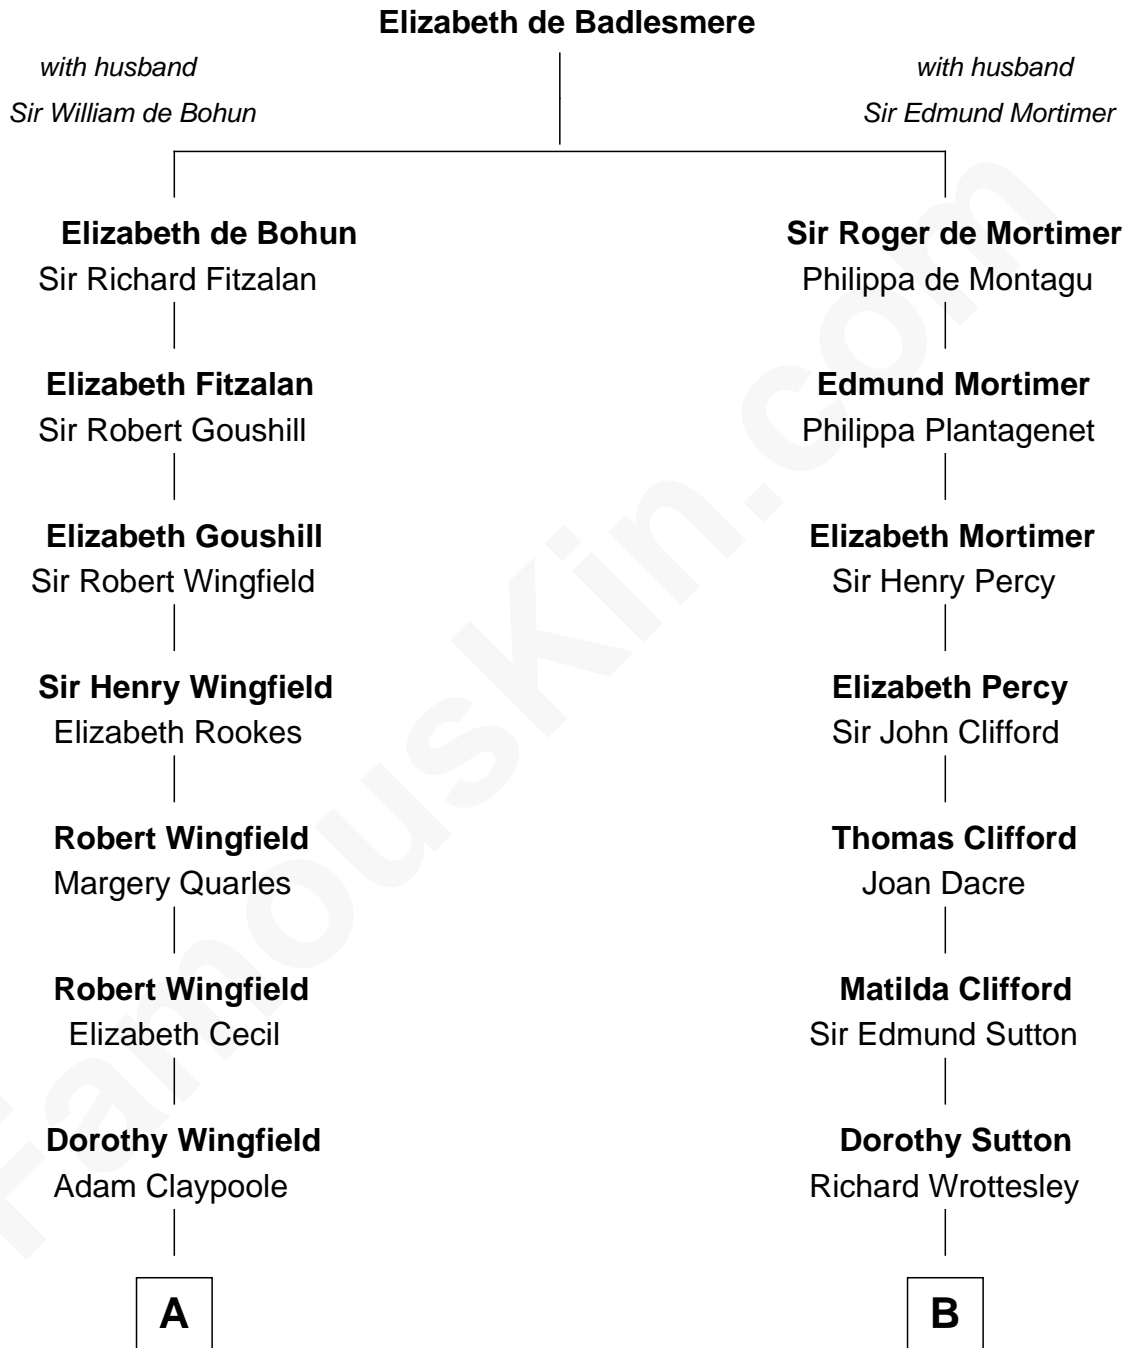 Elizabeth de Badlesmere
with husband
Sir William de Bohun
with husband
Sir Edmund Mortimer
Elizabeth de Bohun
Sir Richard Fitzalan
Sir Roger de Mortimer
Philippa de Montagu
Elizabeth Fitzalan
Sir Robert Goushill
Edmund Mortimer
Philippa Plantagenet
Elizabeth Goushill
Sir Robert Wingfield
Elizabeth Mortimer
Sir Henry Percy
Sir Henry Wingfield
Elizabeth Rookes
Elizabeth Percy
Sir John Clifford
Robert Wingfield
Margery Quarles
Thomas Clifford
Joan Dacre
Robert Wingfield
Elizabeth Cecil
Matilda Clifford
Sir Edmund Sutton
Dorothy Wingfield
Adam Claypoole
Dorothy Sutton
Richard Wrottesley
A
B
FamousKin.com